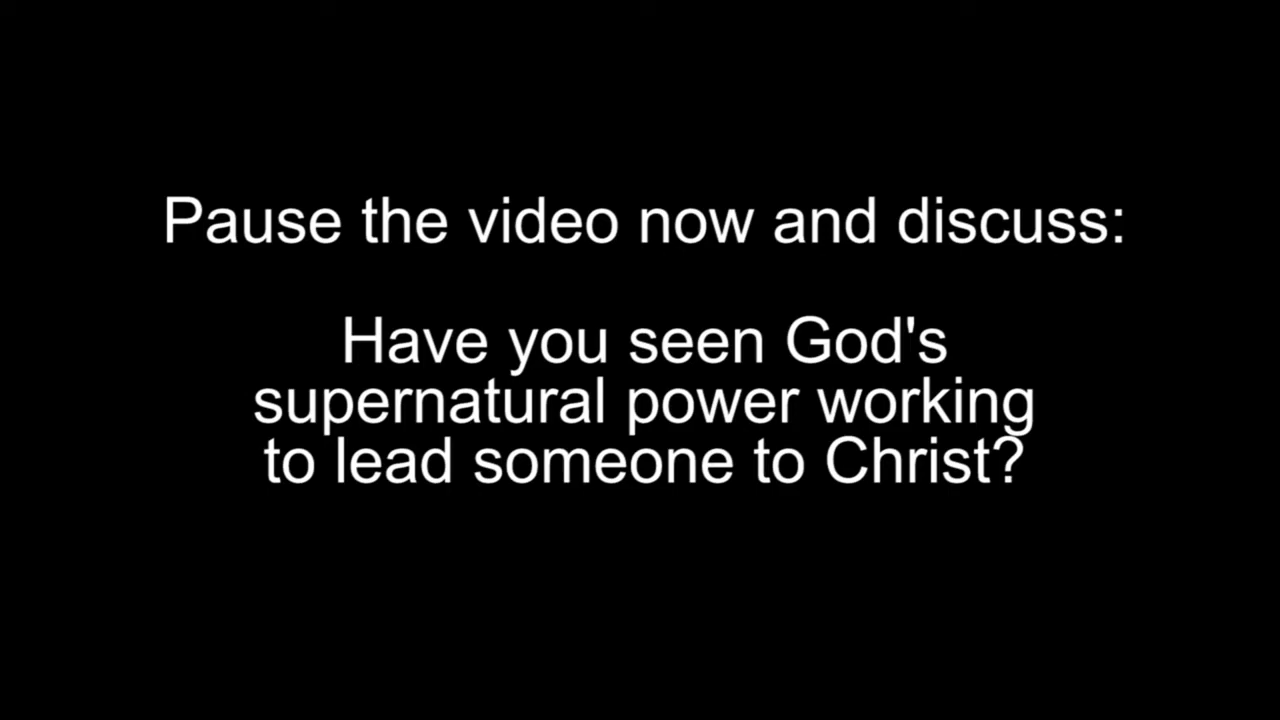 Pause the video now and discuss:
Have you seen God's
supernatural power working
to lead someone to Christ?